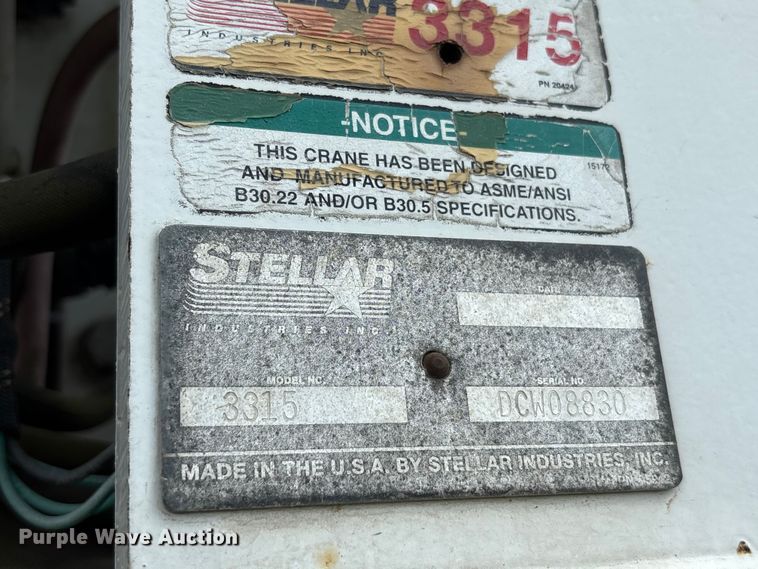 STELLAR
INDUSTRIES INC
3315
PN 20424
-NOTICE-
THIS CRANE HAS BEEN DESIGNED
AND MANUFACTURED TO ASME/ANSI
B30.22 AND/OR B30.5 SPECIFICATIONS.
15172
STELLAR
INDUSTRIES INC.
DATE
MODEL NO.
3315
SERIAL NO.
DCW08830
MADE IN THE U.S.A. BY STELLAR INDUSTRIES, INC.
Purple Wave Auction